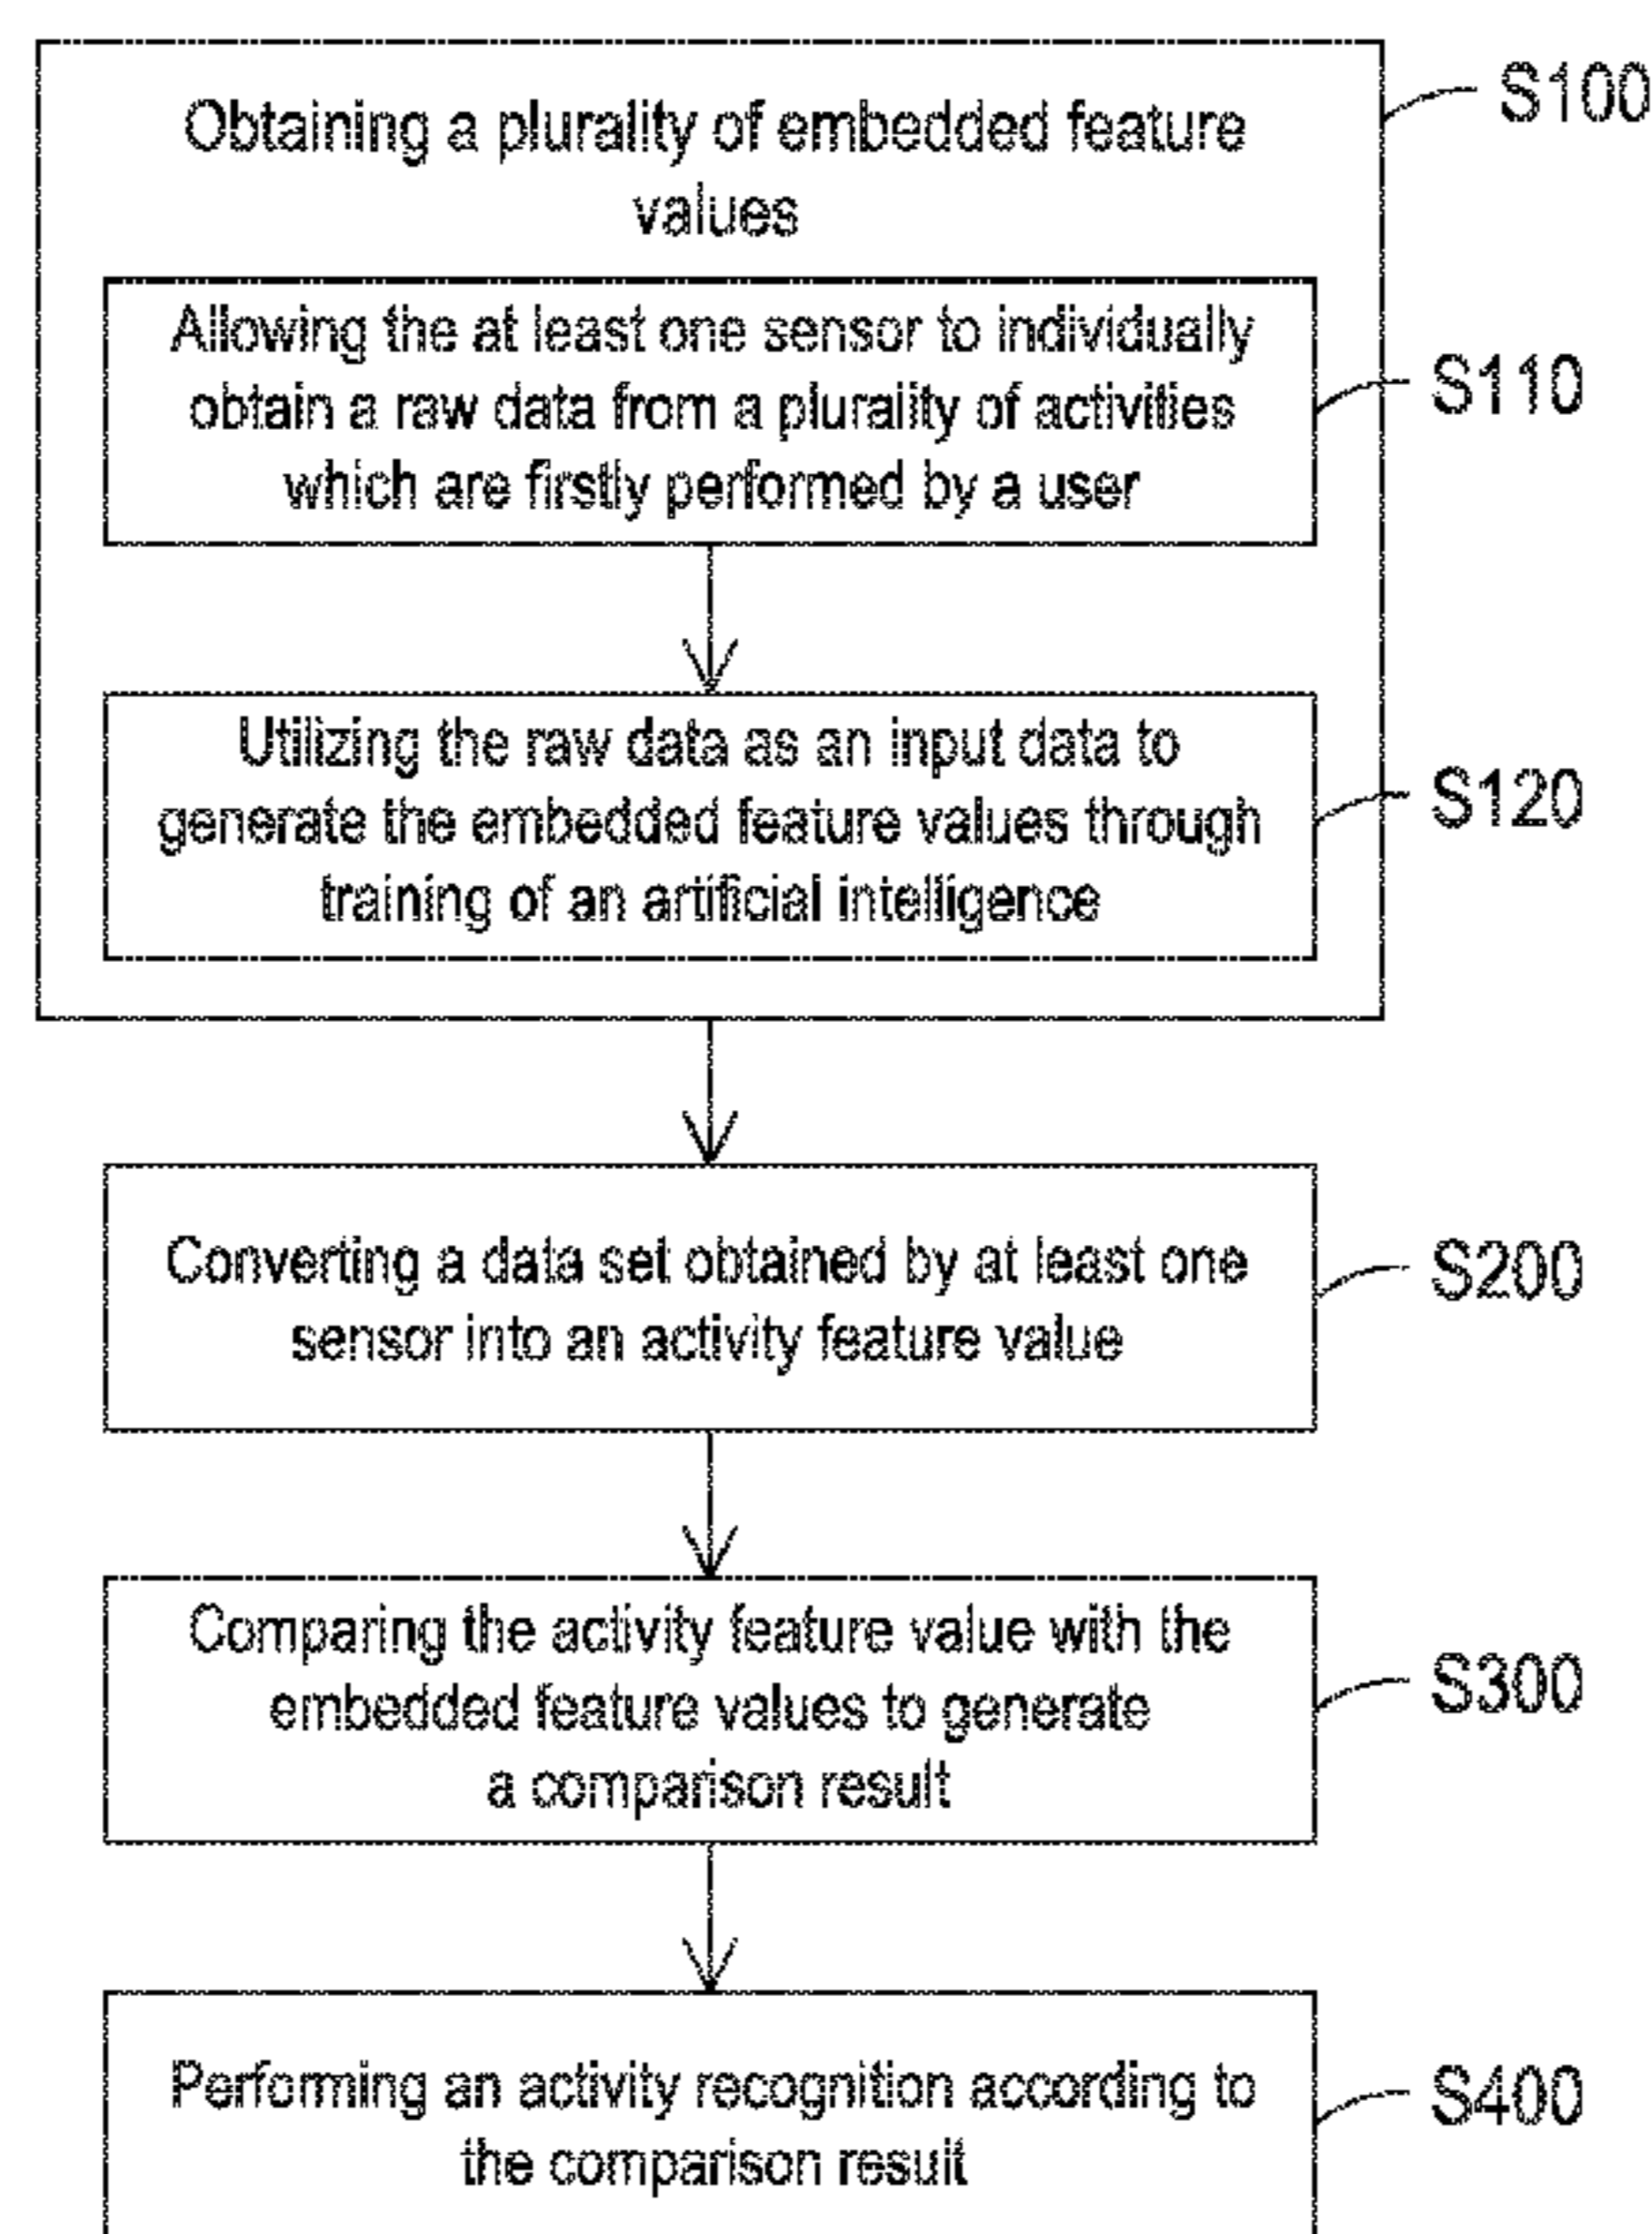 Obtaining a plurality of embedded feature
values
S100
Allowing the at least one sensor to individually
obtain a raw data from a plurality of activities
which are firstly performed by a user
S110
Utilizing the raw data as an input data to
generate the embedded feature values through
training of an artificial intelligence
S120
Converting a data set obtained by at least one
sensor into an activity feature value
S200
Comparing the activity feature value with the
embedded feature values to generate
a comparison result
S300
Performing an activity recognition according to
the comparison result
S400